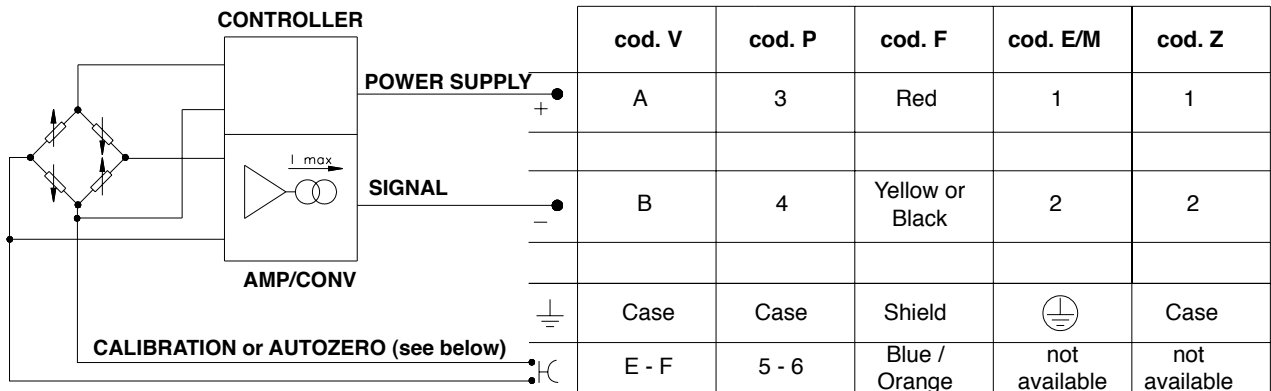 CONTROLLER
POWER SUPPLY
+
I max
SIGNAL
−
AMP/CONV
CALIBRATION or AUTOZERO (see below)
cod. V cod. P cod. F cod. E/M cod. Z
A 3 Red 1 1
B 4 Yellow or Black 2 2
Case Case Shield Case
E - F 5 - 6 Blue / Orange not available not available